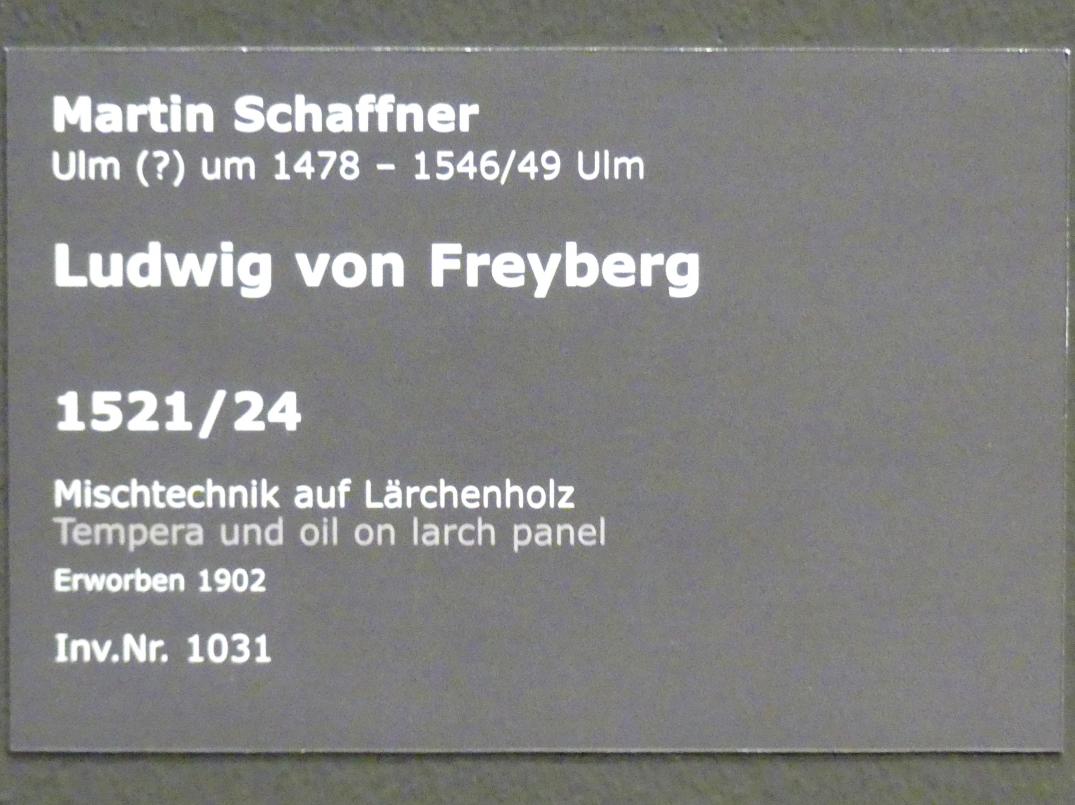 Martin Schaffner
Ulm (?) um 1478 – 1546/49 Ulm
Ludwig von Freyberg
1521/24
Mischtechnik auf Lärchenholz
Tempera und oil on larch panel
Erworben 1902
Inv.Nr. 1031